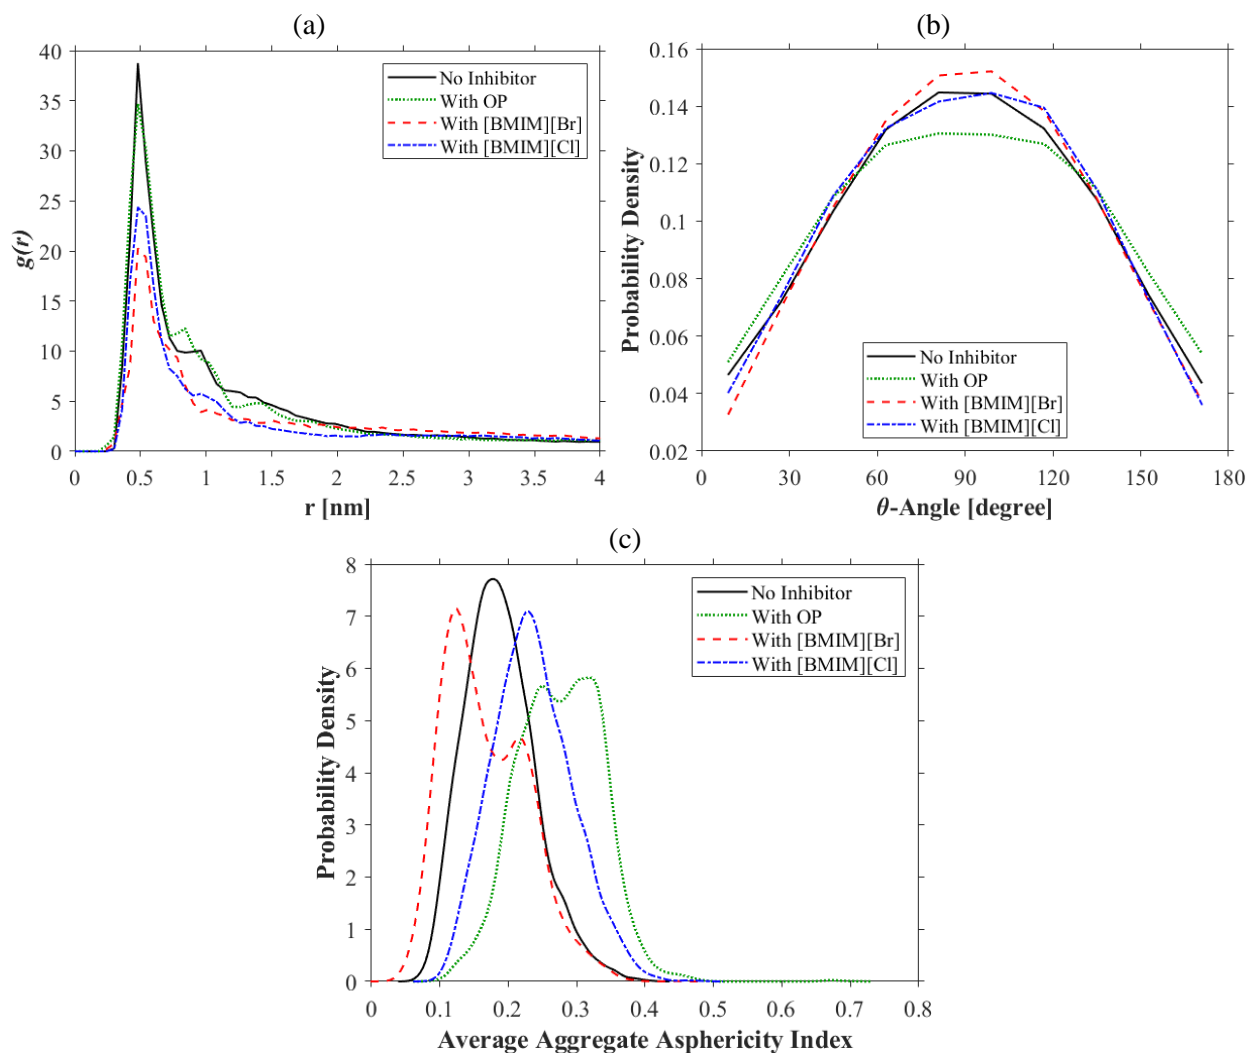 (a)
40
35
30
25
20
15
10
5
0
g(r)
0 0.5 1 1.5 2 2.5 3 3.5 4
r [nm]
No Inhibitor
With OP
With [BMIM][Br]
With [BMIM][Cl]
(b)
0.16
0.14
0.12
0.1
0.08
0.06
0.04
0.02
Probability Density
0 30 60 90 120 150 180
θ-Angle [degree]
No Inhibitor
With OP
With [BMIM][Br]
With [BMIM][Cl]
(c)
8
7
6
5
4
3
2
1
0
Probability Density
0 0.1 0.2 0.3 0.4 0.5 0.6 0.7 0.8
Average Aggregate Asphericity Index
No Inhibitor
With OP
With [BMIM][Br]
With [BMIM][Cl]